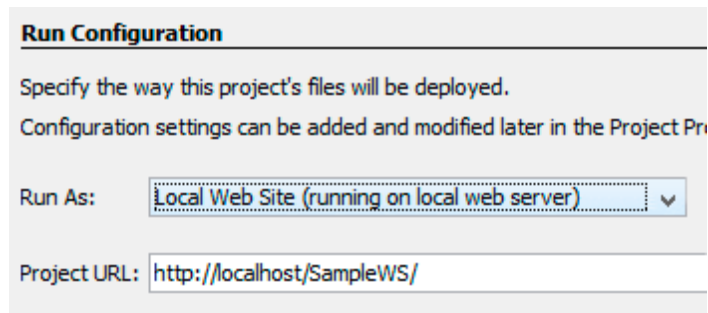 Run Configuration
Specify the way this project's files will be deployed.
Configuration settings can be added and modified later in the Project
Run As: Local Web Site (running on local web server)
Project URL: http://localhost/SampleWS/